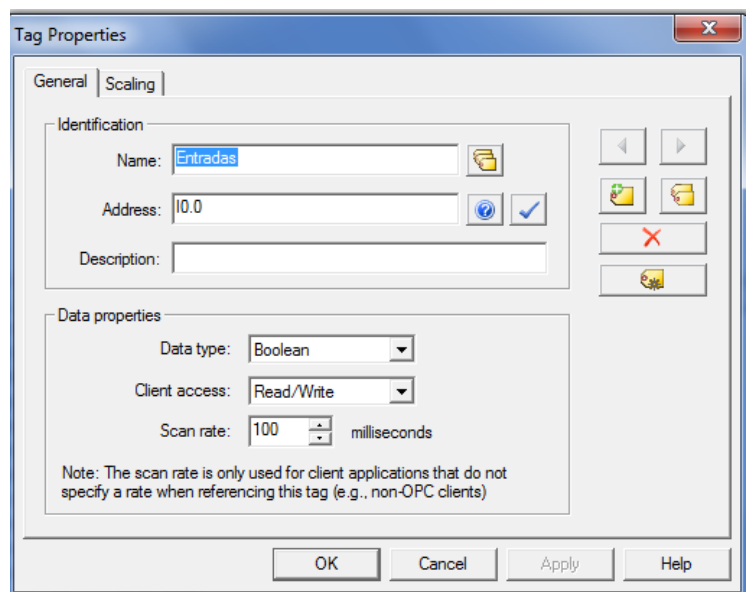 Tag Properties
General Scaling
Identification
Name: Entradas
Address: I0.0
Description:
Data properties
Data type: Boolean
Client access: Read/Write
Scan rate: 100 milliseconds
Note: The scan rate is only used for client applications that do not
specify a rate when referencing this tag (e.g., non-OPC clients)
OK Cancel Apply Help